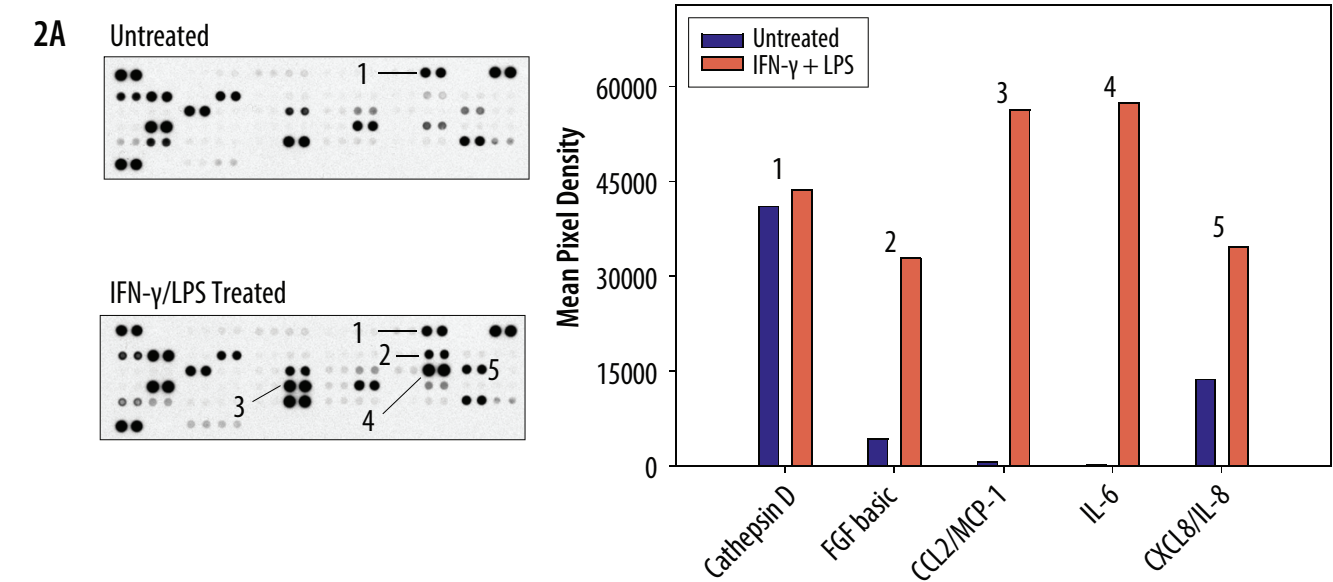 2A
Untreated
1
IFN-γ/LPS Treated
1
2
5
3
4
Untreated
IFN-γ + LPS
Mean Pixel Density
60000
45000
30000
15000
0
1
2
3
4
5
Cathepsin D
FGF basic
CCL2/MCP-1
IL-6
CXCL8/IL-8